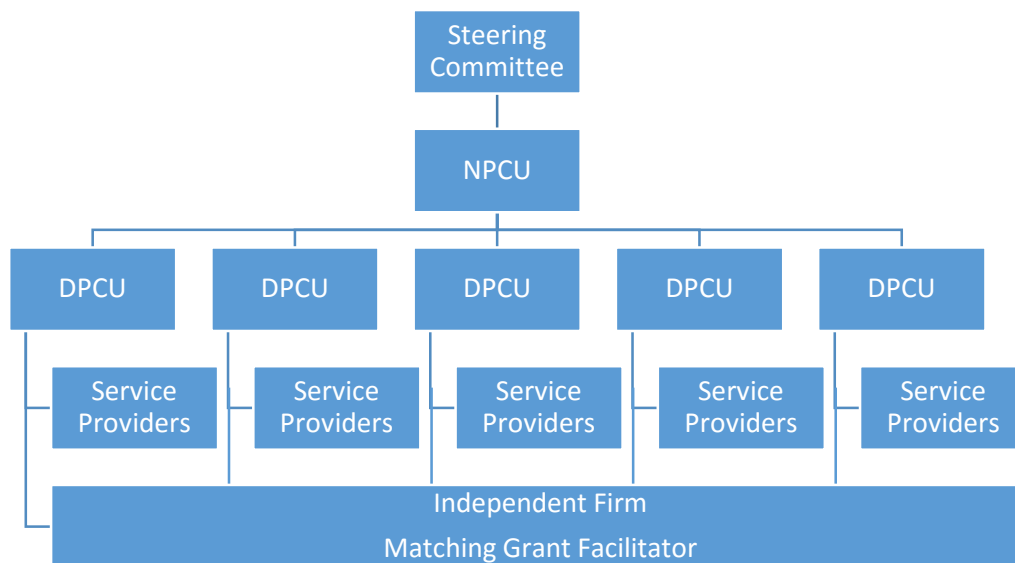 Steering
Committee
NPCU
DPCU
DPCU
DPCU
DPCU
DPCU
Service
Providers
Service
Providers
Service
Providers
Service
Providers
Service
Providers
Independent Firm
Matching Grant Facilitator